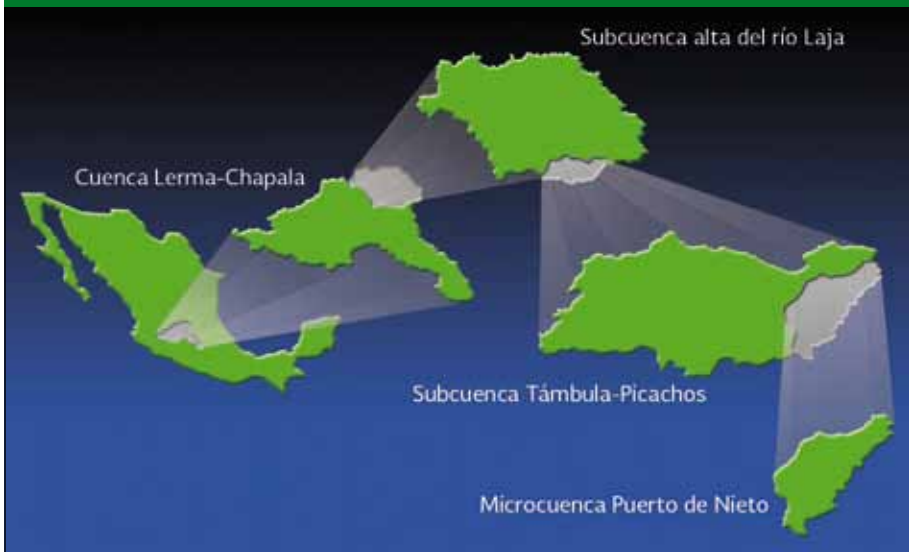 Subcuenca alta del río Laja
Cuenca Lerma-Chapala
Subcuenca Támbula-Picachos
Microcuenca Puerto de Nieto